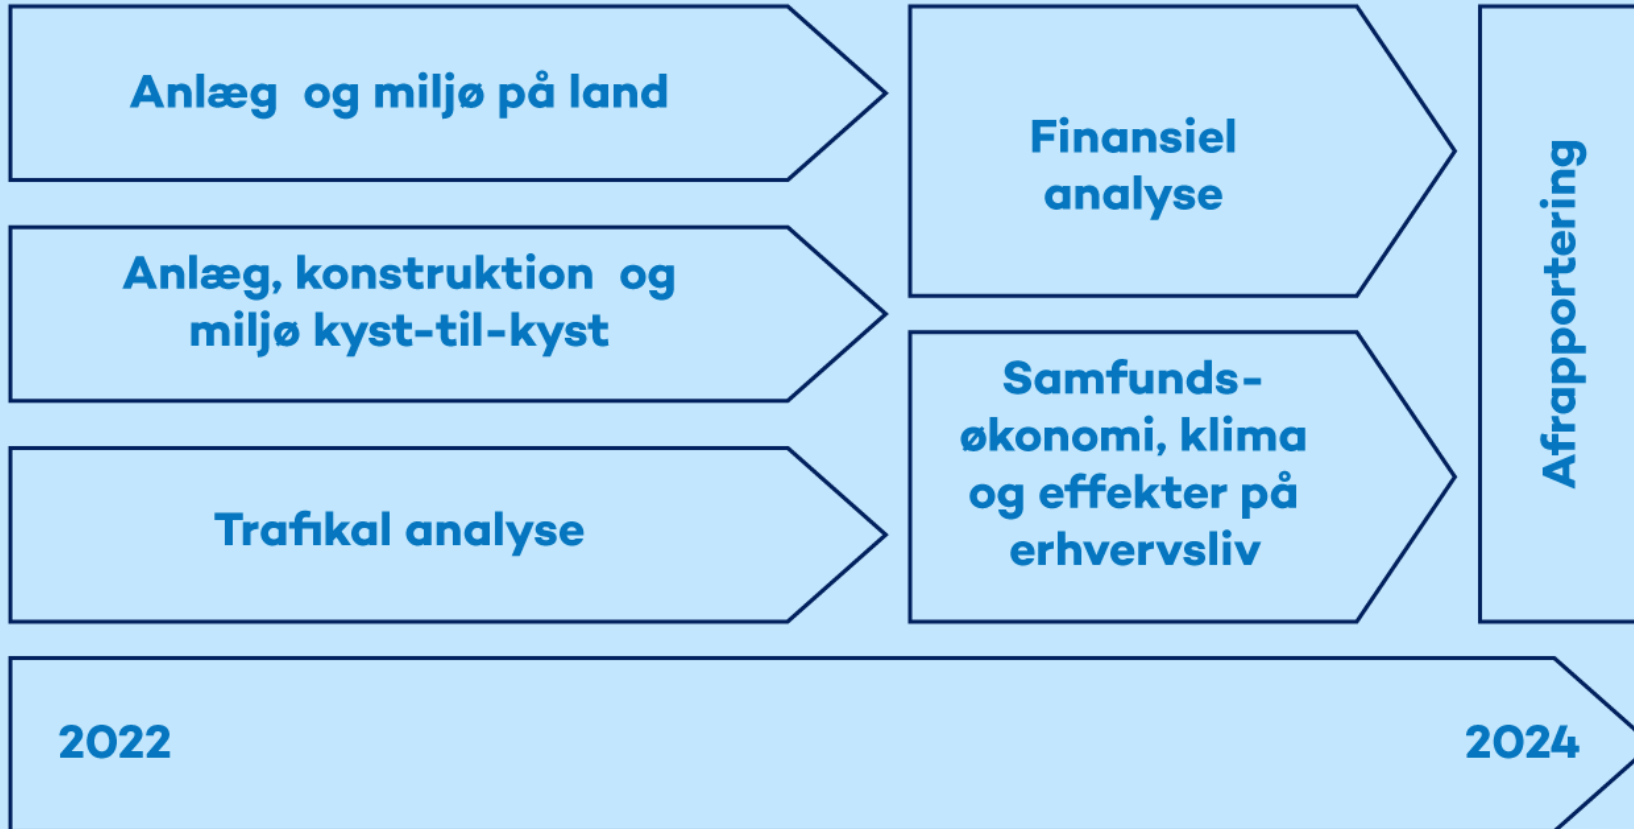 Anlæg og miljø på land
Anlæg, konstruktion og
miljø kyst-til-kyst
Trafikal analyse
Finansiel
analyse
Samfunds-
økonomi, klima
og effekter på
erhvervsliv
Afrapportering
2022
2024